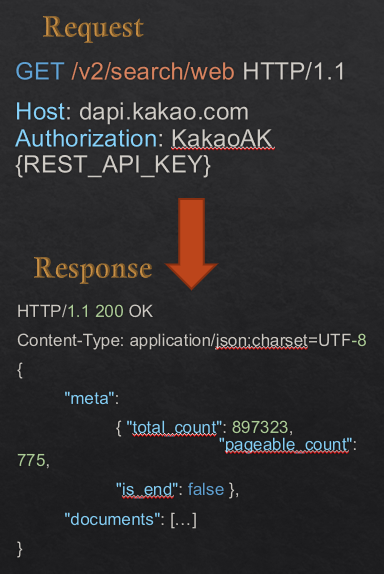 Request
GET /v2/search/web HTTP/1.1
Host: dapi.kakao.com
Authorization: KakaoAK
{REST_API_KEY}
Response
HTTP/1.1 200 OK
Content-Type: application/json;charset=UTF-8
{
"meta":
{ "total_count": 897323,
"pageable_count":
775,
"is_end": false },
"documents": […]
}